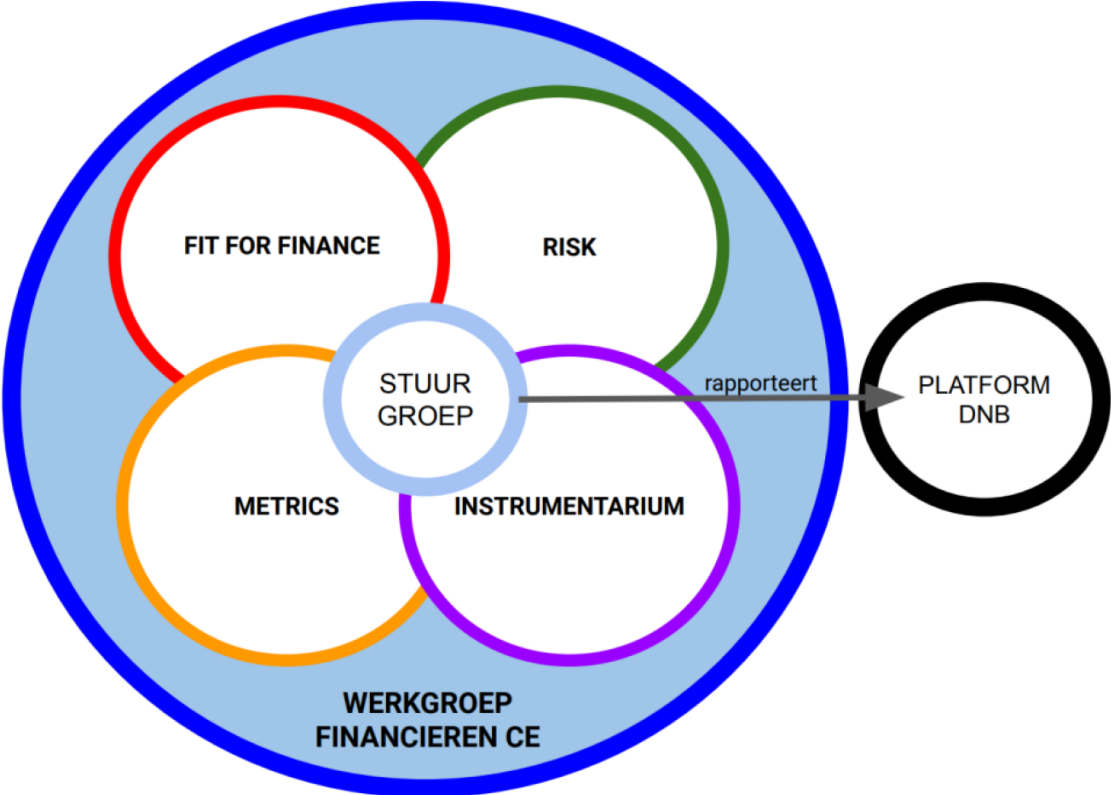 FIT FOR FINANCE
RISK
STUUR
GROEP
rapporteert
PLATFORM
DNB
METRICS
INSTRUMENTARIUM
WERKGROEP
FINANCIEREN CE